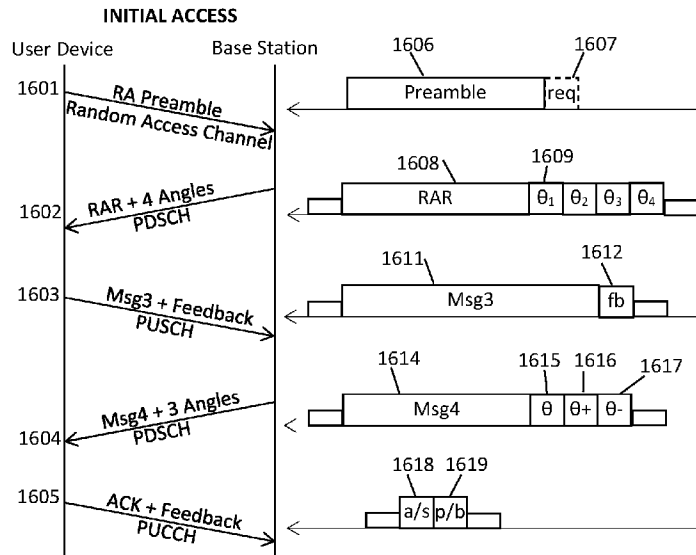 INITIAL ACCESS
User Device
Base Station
1606
1607
1601
RA Preamble
Random Access Channel
Preamble
req
1608
1609
1602
RAR + 4 Angles
PDSCH
RAR
θ₁
θ₂
θ₃
θ₄
1611
1612
1603
Msg3 + Feedback
PUSCH
Msg3
fb
1614
1615
1616
1617
1604
Msg4 + 3 Angles
PDSCH
Msg4
θ
θ+
θ-
1618
1619
1605
ACK + Feedback
PUCCH
a/s
p/b